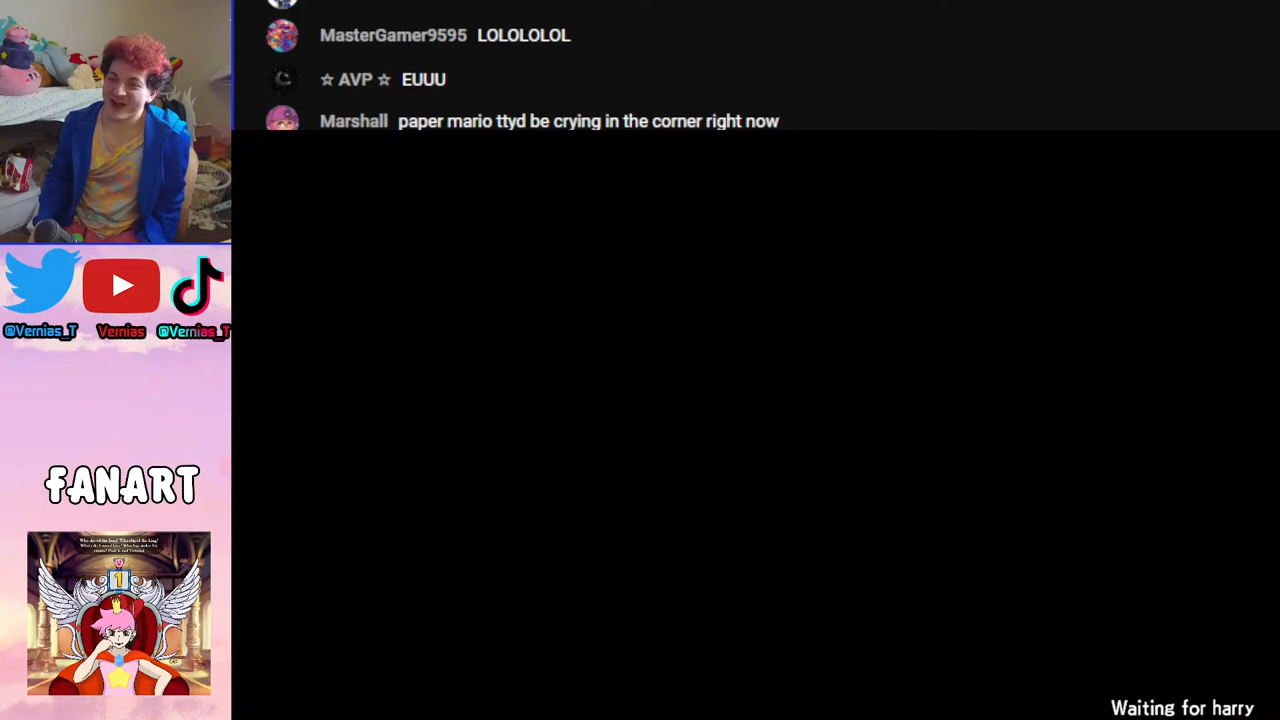 MasterGamer9595 LOLOLOLOL
☆ AVP ☆ EUUU
Marshall paper mario ttyd be crying in the corner right now
@Vernias_T Vernias @Vernias_T
FANART
1
Waiting for harry